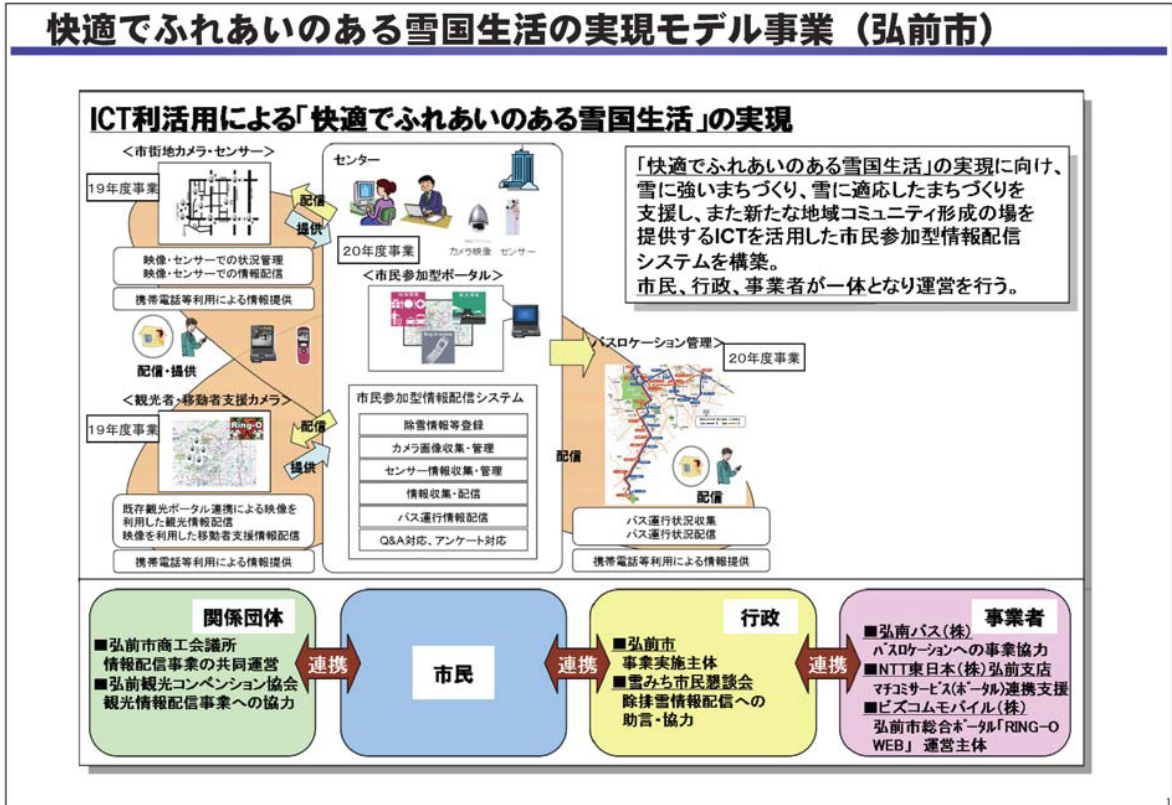 快適でふれあいのある雪国生活の実現モデル事業（弘前市）
ICT利活用による「快適でふれあいのある雪国生活」の実現
＜市街地カメラ・センサー＞
19年度事業
映像・センサーでの状況管理
映像・センサーでの情報配信
携帯電話等利用による情報提供
配信・提供
＜観光者・移動者支援カメラ＞
19年度事業
Ring-O
既存観光ポータル連携による映像を
利用した観光情報配信
映像を利用した移動者支援情報配信
携帯電話等利用による情報提供
配信
提供
配信
提供
センター
カメラ映像
センサー
20年度事業
＜市民参加型ポータル＞
市民参加型情報配信システム
除雪情報等登録
カメラ画像収集・管理
センサー情報収集・管理
情報収集・配信
バス運行情報配信
Q&A対応、アンケート対応
「快適でふれあいのある雪国生活」の実現に向け、
雪に強いまちづくり、雪に適応したまちづくりを
支援し、また新たな地域コミュニティ形成の場を
提供するICTを活用した市民参加型情報配信
システムを構築。
市民、行政、事業者が一体となり運営を行う。
バスロケーション管理＞
20年度事業
配信
配信
バス運行状況収集
バス運行状況配信
携帯電話等利用による情報提供
関係団体
■弘前市商工会議所
情報配信事業の共同運営
■弘前観光コンベンション協会
観光情報配信事業への協力
連携
市民
連携
行政
■弘前市
事業実施主体
■雪みち市民懇談会
除排雪情報配信への
助言・協力
連携
事業者
■弘南バス（株）
バスロケーションへの事業協力
■NTT東日本（株）弘前支店
マチコミサービス（ポータル）連携支援
■ビズコムモバイル（株）
弘前市総合ポータル「RING-O
WEB」 運営主体
1